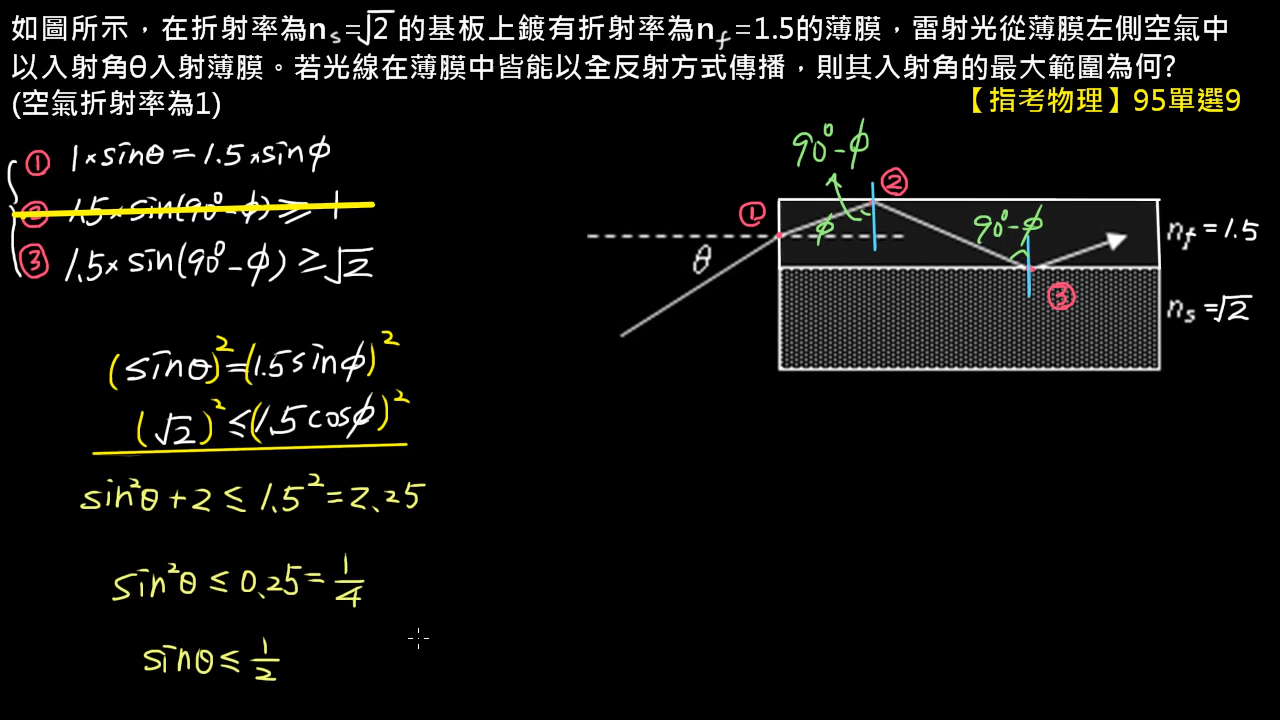 如圖所示，在折射率為nₛ=√2 的基板上鍍有折射率為n_f=1.5的薄膜，雷射光從薄膜左側空氣中
以入射角θ入射薄膜。若光線在薄膜中皆能以全反射方式傳播，則其入射角的最大範圍為何?
(空氣折射率為1)
【指考物理】95單選9
① 1×sinθ=1.5×sinϕ
② 1.5×sin(90°-ϕ)≥1
③ 1.5×sin(90°-ϕ)≥√2
(sinθ)²=(1.5sinϕ)²
(√2)²≤(1.5cosϕ)²
sin²θ+2≤1.5²=2.25
sin²θ≤0.25=1/4
sinθ≤1/2
90°-ϕ
①
②
ϕ
90°-ϕ
θ
③
n_f=1.5
nₛ=√2